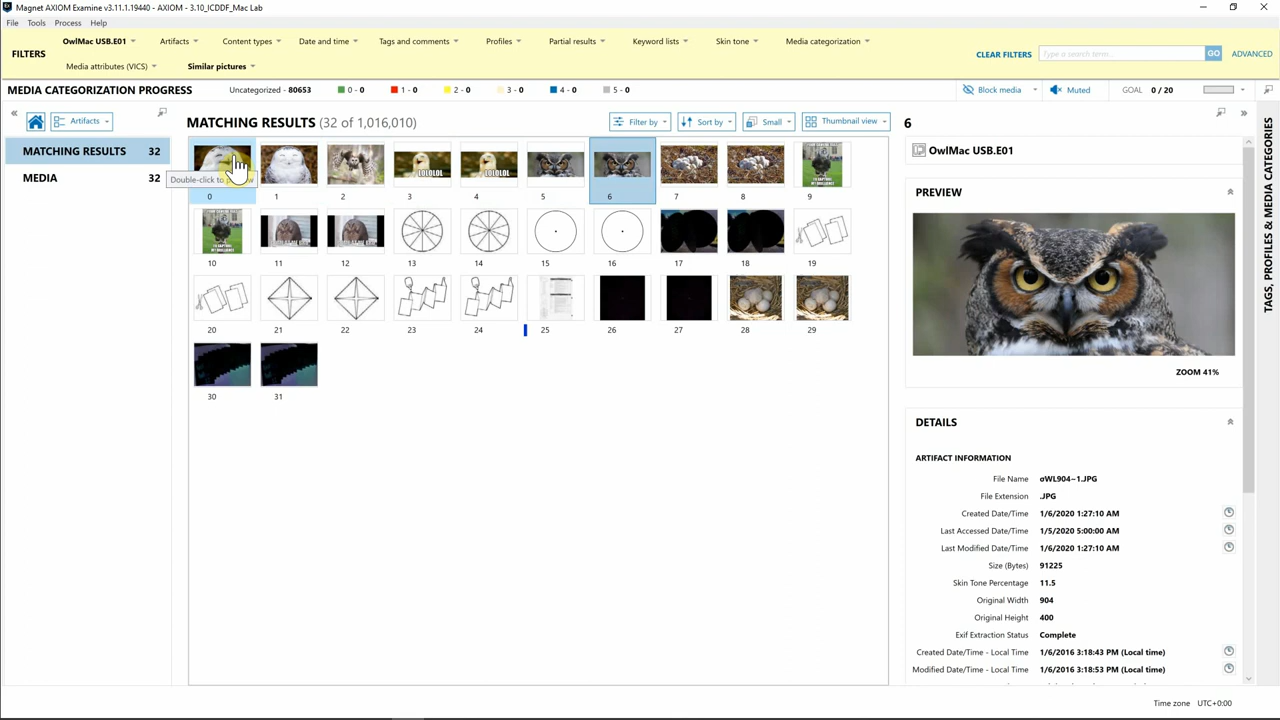 Magnet AXIOM Examine v3.11.1.19440 - AXIOM - 3.10_ICDDF_Mac Lab
File Tools Process Help
FILTERS
OwlMac USB.E01 Artifacts Content types Date and time Tags and comments Profiles Partial results Keyword lists Skin tone Media categorization
Media attributes (VICS) Similar pictures
CLEAR FILTERS Type a search term... GO ADVANCED
MEDIA CATEGORIZATION PROGRESS Uncategorized - 80653 0 - 0 1 - 0 2 - 0 3 - 0 4 - 0 5 - 0 Block media Muted GOAL 0 / 20
Artifacts
MATCHING RESULTS 32
MEDIA 32
MATCHING RESULTS (32 of 1,016,010) Filter by Sort by Small Thumbnail view
Double-click to
LOLOLOL LOLOLOL
0 1 2 3 4 5 6 7 8 9
10 11 12 13 14 15 16 17 18 19
20 21 22 23 24 25 26 27 28 29
30 31
6
OwlMac USB.E01
PREVIEW
ZOOM 41%
DETAILS
ARTIFACT INFORMATION
File Name oWL904~1.JPG
File Extension .JPG
Created Date/Time 1/6/2020 1:27:10 AM
Last Accessed Date/Time 1/5/2020 5:00:00 AM
Last Modified Date/Time 1/6/2020 1:27:10 AM
Size (Bytes) 91225
Skin Tone Percentage 11.5
Original Width 904
Original Height 400
Exif Extraction Status Complete
Created Date/Time - Local Time 1/6/2016 3:18:43 PM (Local time)
Modified Date/Time - Local Time 1/6/2016 3:18:53 PM (Local time)
TAGS, PROFILES & MEDIA CATEGORIES
Time zone UTC+0:00